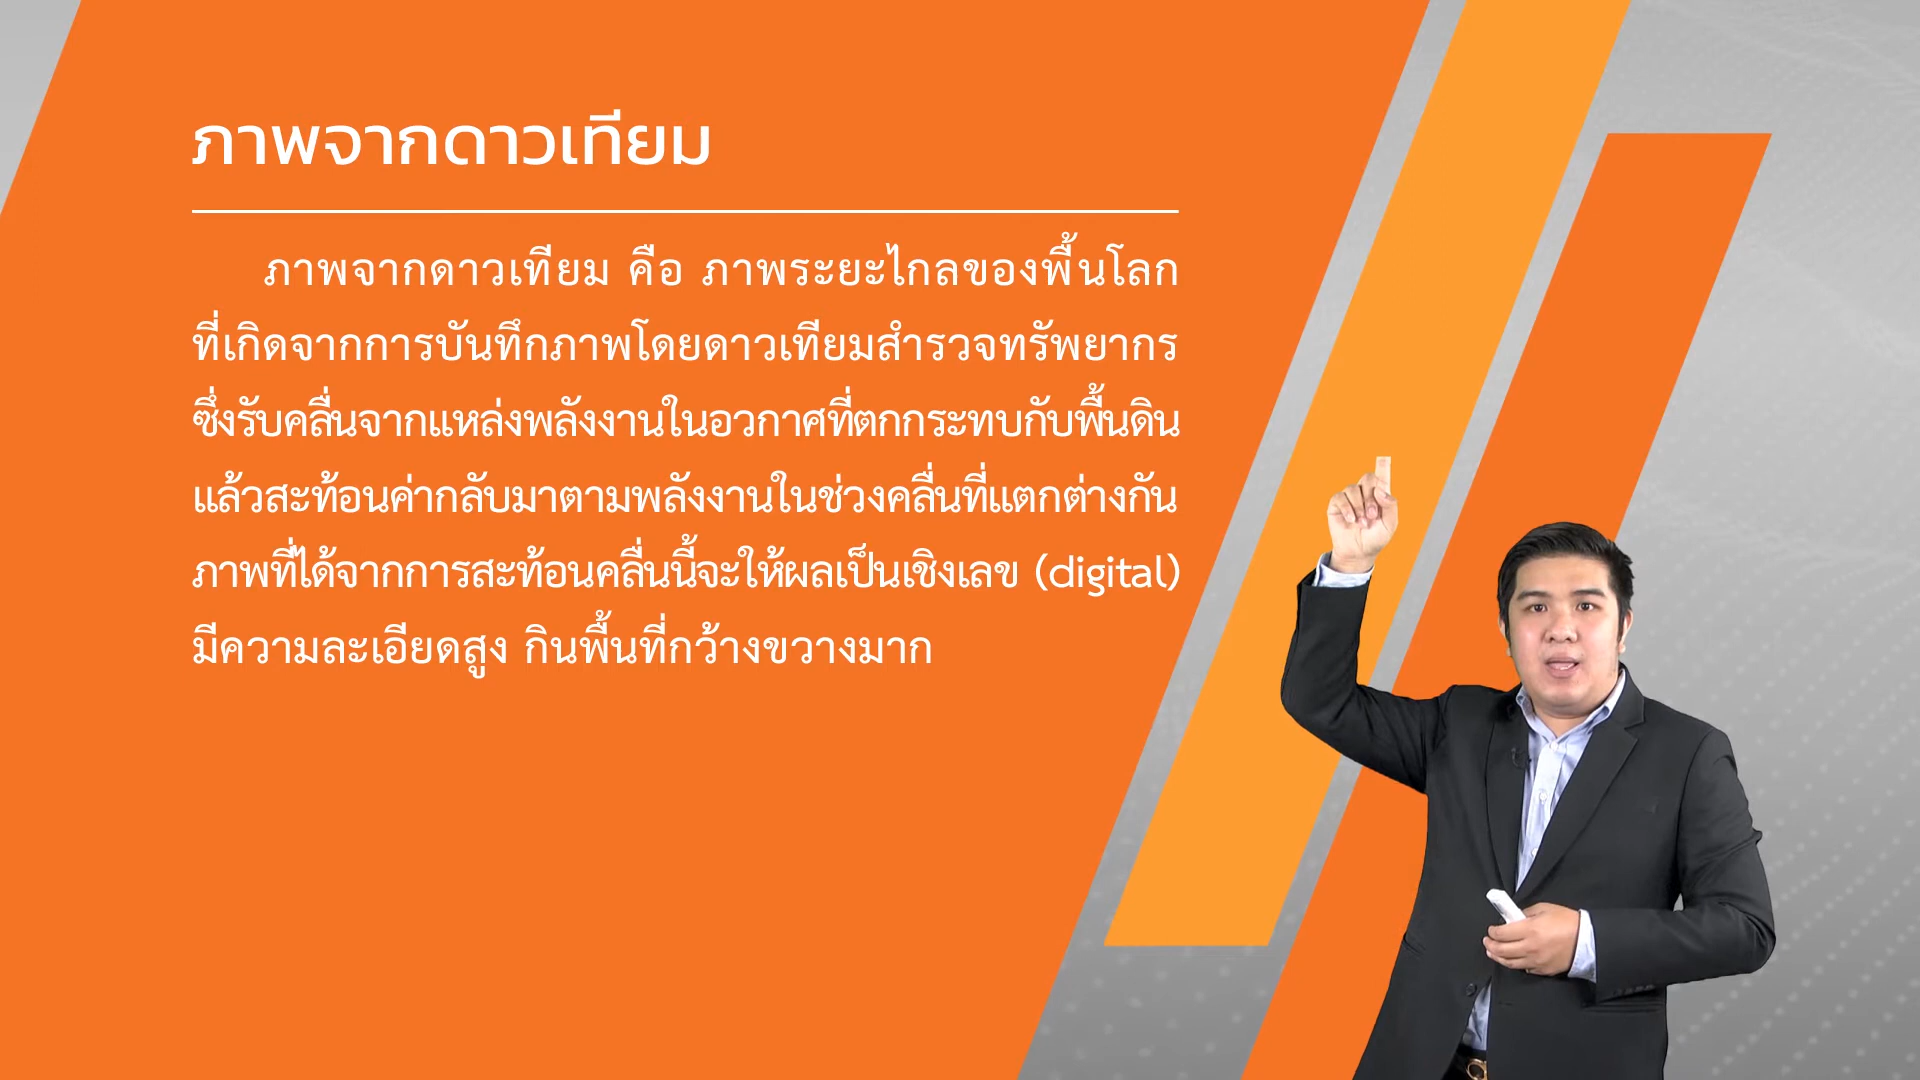 ภาพจากดาวเทียม
ภาพจากดาวเทียม คือ ภาพระยะไกลของพื้นโลก
ที่เกิดจากการบันทึกภาพโดยดาวเทียมสำรวจทรัพยากร
ซึ่งรับคลื่นจากแหล่งพลังงานในอวกาศที่ตกกระทบกับพื้นดิน
แล้วสะท้อนค่ากลับมาตามพลังงานในช่วงคลื่นที่แตกต่างกัน
ภาพที่ได้จากการสะท้อนคลื่นนี้จะให้ผลเป็นเชิงเลข (digital)
มีความละเอียดสูง กินพื้นที่กว้างขวางมาก